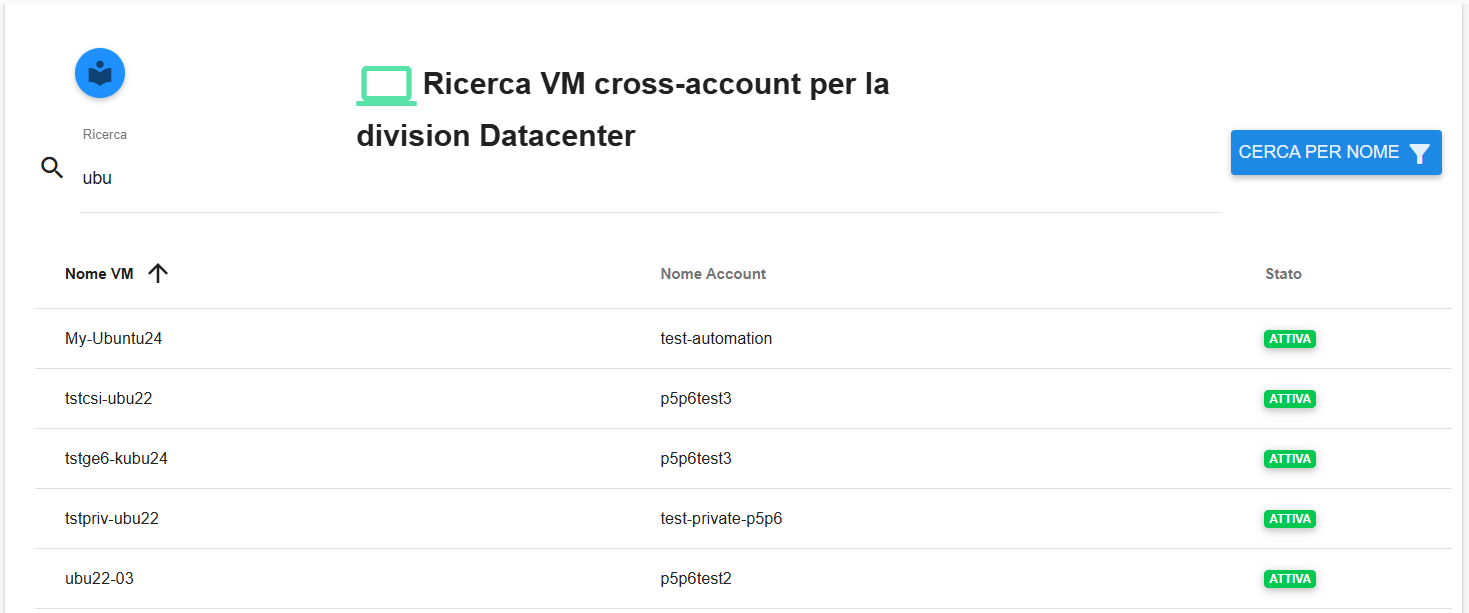 Ricerca VM cross-account per la
division Datacenter
Ricerca
ubu
CERCA PER NOME
Nome VM Nome Account Stato
My-Ubuntu24 test-automation ATTIVA
tstcsi-ubu22 p5p6test3 ATTIVA
tstge6-kubu24 p5p6test3 ATTIVA
tstpriv-ubu22 test-private-p5p6 ATTIVA
ubu22-03 p5p6test2 ATTIVA